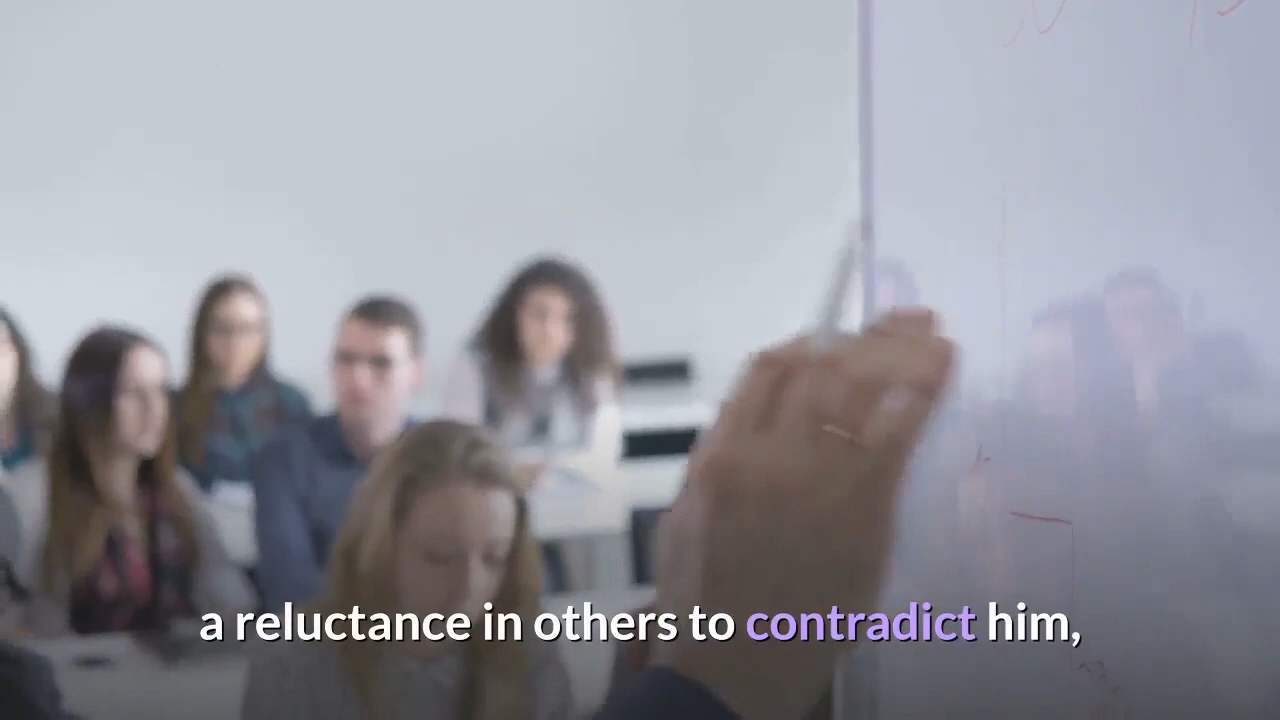 a reluctance in others to contradict him,